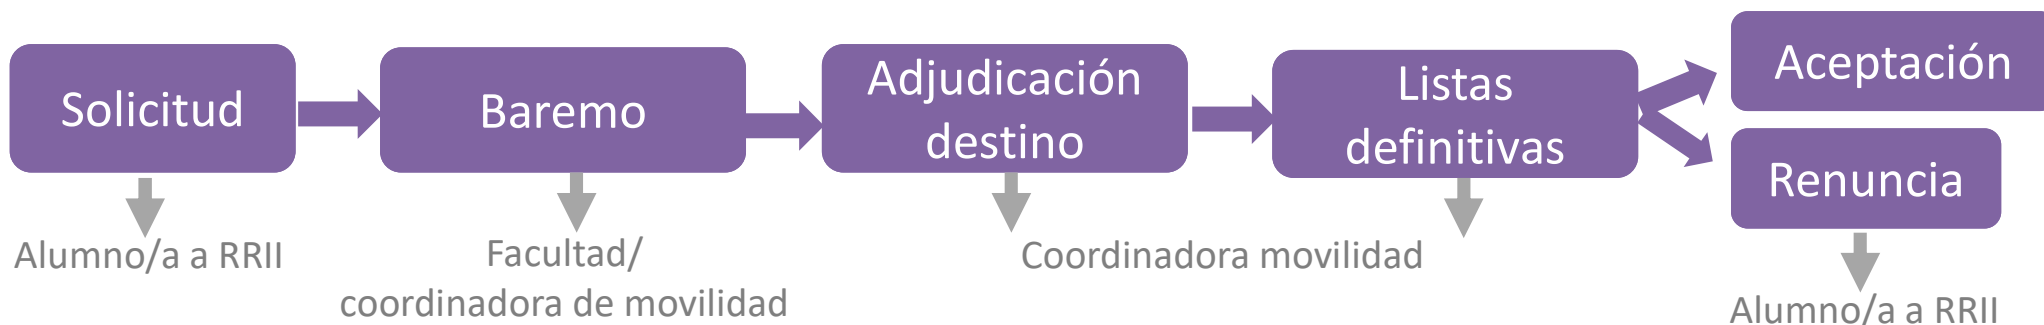 Solicitud
Baremo
Adjudicación
destino
Listas
definitivas
Aceptación
Renuncia
Alumno/a a RRII
Facultad/
coordinadora de movilidad
Coordinadora movilidad
Alumno/a a RRII